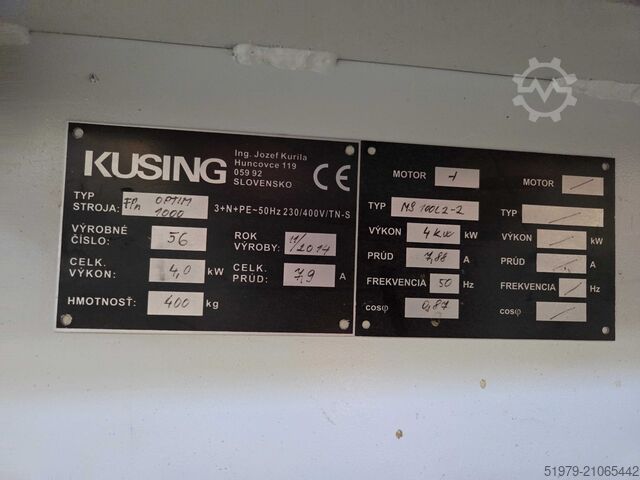 KUSING
Ing. Jozef Kurila
Huncovce 119
059 92
SLOVENSKO
CE
TYP STROJA: OPTIM 1000
3+N+PE~50Hz 230/400V/TN-S
VÝROBNÉ ČÍSLO: 56
ROK VÝROBY: 11/2014
CELK. VÝKON: 4,0 kW
CELK. PRÚD: 7,9 A
HMOTNOSŤ: 400 kg
MOTOR -1
TYP MS 100L2-2
VÝKON 4 kW kW
PRÚD 7,88 A
FREKVENCIA 50 Hz
cosφ 0,87
MOTOR /
TYP /
VÝKON / kW
PRÚD / A
FREKVENCIA / Hz
cosφ /
51979-21065442